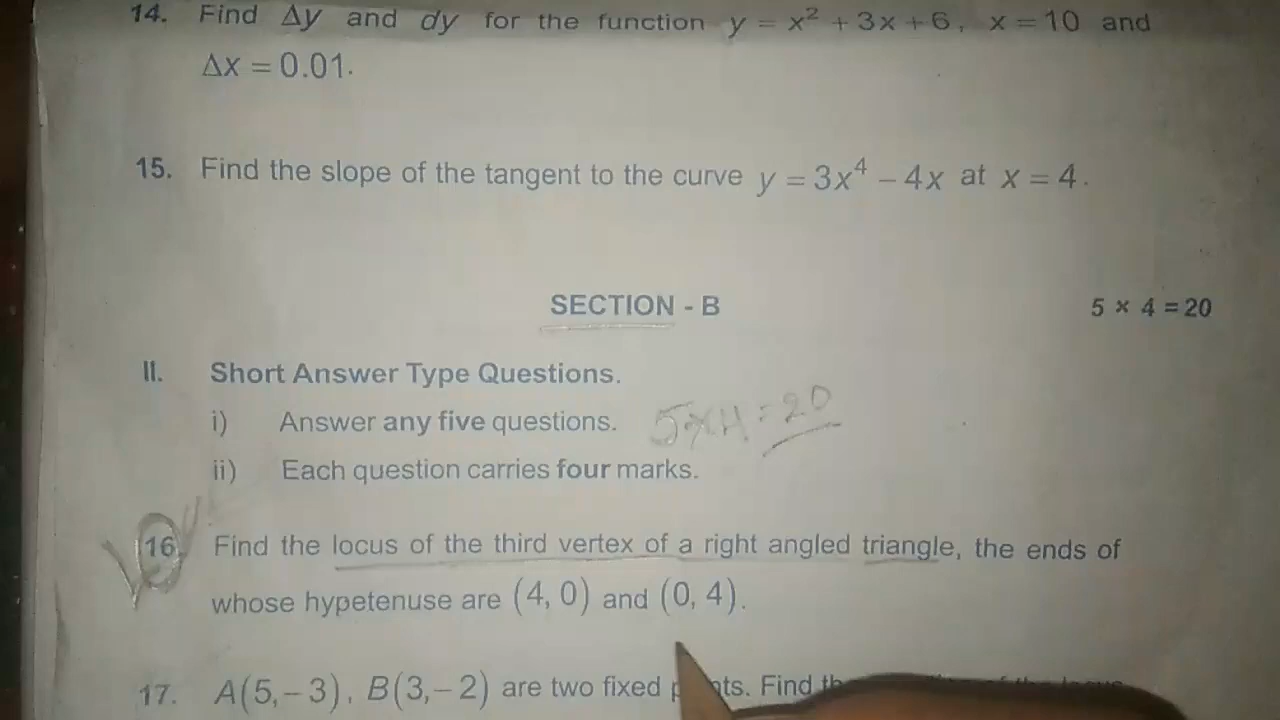 14. Find Δy and dy for the function y = x² + 3x + 6, x = 10 and
Δx = 0.01.
15. Find the slope of the tangent to the curve y = 3x⁴ − 4x at x = 4.
SECTION - B 5 × 4 = 20
II. Short Answer Type Questions.
i) Answer any five questions. 5×4 = 20
ii) Each question carries four marks.
16. Find the locus of the third vertex of a right angled triangle, the ends of
whose hypetenuse are (4, 0) and (0, 4).
17. A(5,−3), B(3,−2) are two fixed Find